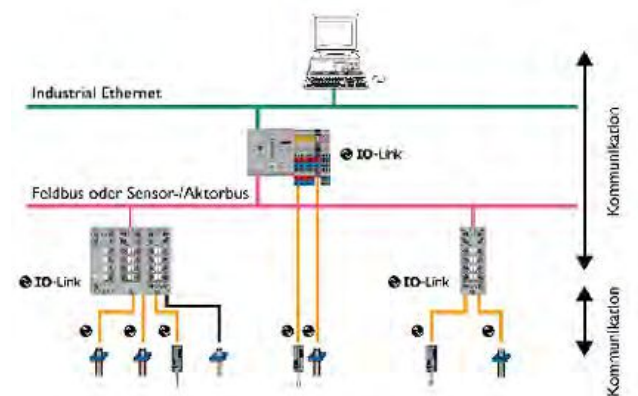 Industrial Ethernet
IO-Link
Feldbus oder Sensor-/Aktorbus
IO-Link
IO-Link
Kommunikation
Kommunikation